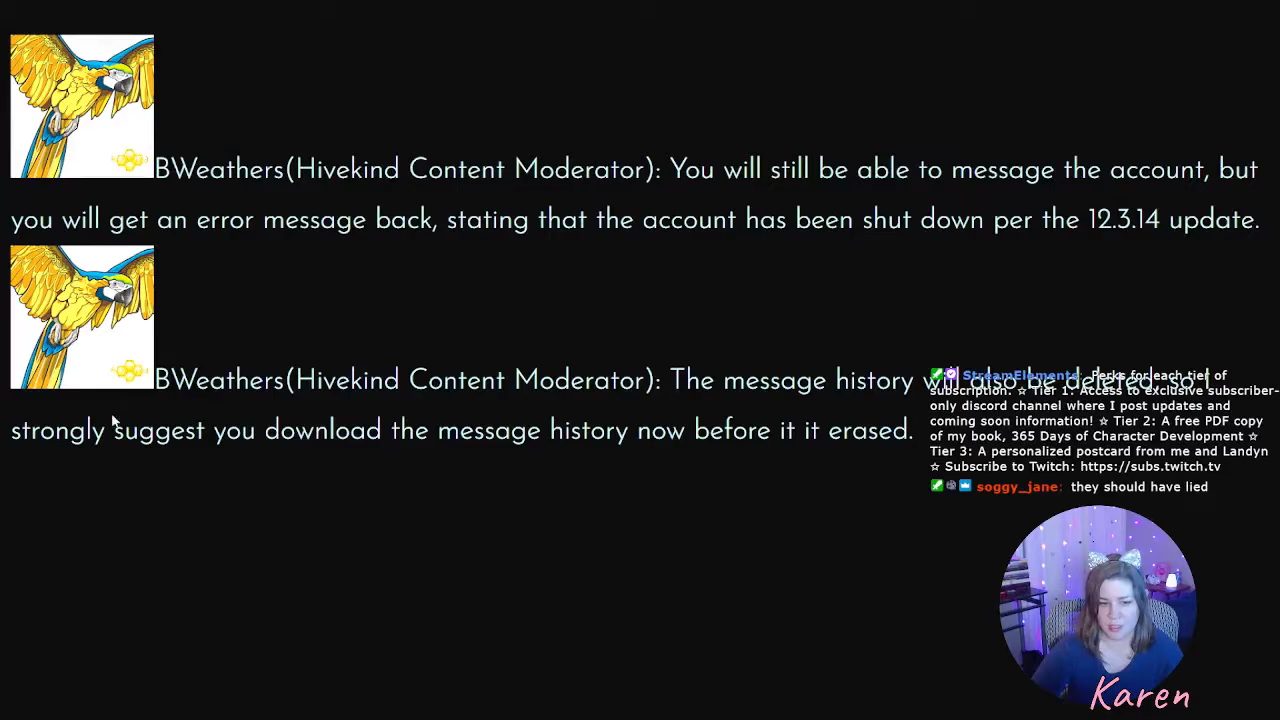 BWeathers(Hivekind Content Moderator): You will still be able to message the account, but
you will get an error message back, stating that the account has been shut down per the 12.3.14 update.
BWeathers(Hivekind Content Moderator): The message history will also be deleted, so I
strongly suggest you download the message history now before it it erased.
StreamElements: Perks for each tier of
subscription: ☆ Tier 1: Access to exclusive subscriber-
only discord channel where I post updates and
coming soon information! ☆ Tier 2: A free PDF copy
of my book, 365 Days of Character Development ☆
Tier 3: A personalized postcard from me and Landyn
☆ Subscribe to Twitch: https://subs.twitch.tv
soggy_jane: they should have lied
Karen